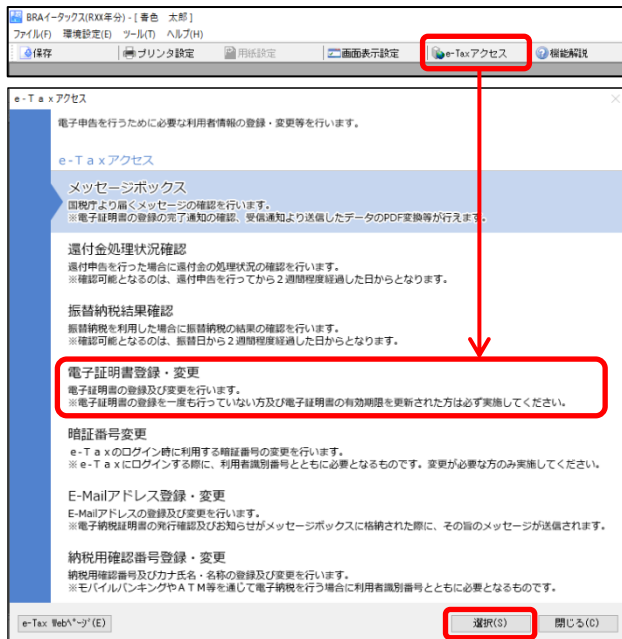 BRAイータックス(RXX年分) - [ 青色 太郎 ]
ファイル(F) 環境設定(E) ツール(T) ヘルプ(H)
保存 プリンタ設定 用紙設定 画面表示設定 e-Taxアクセス 機能解説
e-Taxアクセス
電子申告を行うために必要な利用者情報の登録・変更等を行います。
e-Taxアクセス
メッセージボックス
国税庁より届くメッセージの確認を行います。
※電子証明書の登録の完了通知の確認、受信通知より送信したデータのPDF変換等が行えます。
還付金処理状況確認
還付申告を行った場合に還付金の処理状況の確認を行います。
※確認可能となるのは、還付申告を行ってから2週間程度経過した日からとなります。
振替納税結果確認
振替納税を利用した場合に振替納税の結果の確認を行います。
※確認可能となるのは、振替日から2週間程度経過した日からとなります。
電子証明書登録・変更
電子証明書の登録及び変更を行います。
※電子証明書の登録を一度も行っていない方及び電子証明書の有効期限を更新された方は必ず実施してください。
暗証番号変更
e-Taxのログイン時に利用する暗証番号の変更を行います。
※e-Taxにログインする際に、利用者識別番号とともに必要となるものです。変更が必要な方のみ実施してください。
E-Mailアドレス登録・変更
E-Mailアドレスの登録及び変更を行います。
※電子納税証明書の発行確認及びお知らせがメッセージボックスに格納された際に、その旨のメッセージが送信されます。
納税用確認番号登録・変更
納税用確認番号及びカナ氏名・名称の登録及び変更を行います。
※モバイルバンキングやATM等を通じて電子納税を行う場合に利用者識別番号とともに必要となるものです。
e-Tax Webﾍﾟｰｼﾞ(E) 選択(S) 閉じる(C)